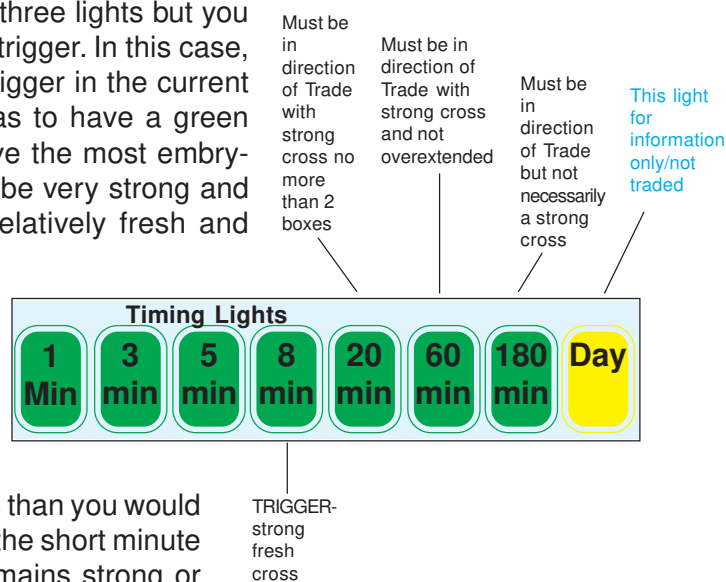 three lights but you
trigger. In this case,
igger in the current
as to have a green
ve the most embry-
be very strong and
relatively fresh and
Must be
in
direction
of Trade
with
strong
cross no
more
than 2
boxes
Must be in
direction of
Trade with
strong cross
and not
overextended
Must be
in
direction
of Trade
but not
necessarily
a strong
cross
This light
for
information
only/not
traded
Timing Lights
1 Min
3 min
5 min
8 min
20 min
60 min
180 min
Day
TRIGGER-
strong
fresh
cross
than you would
the short minute
mains strong or